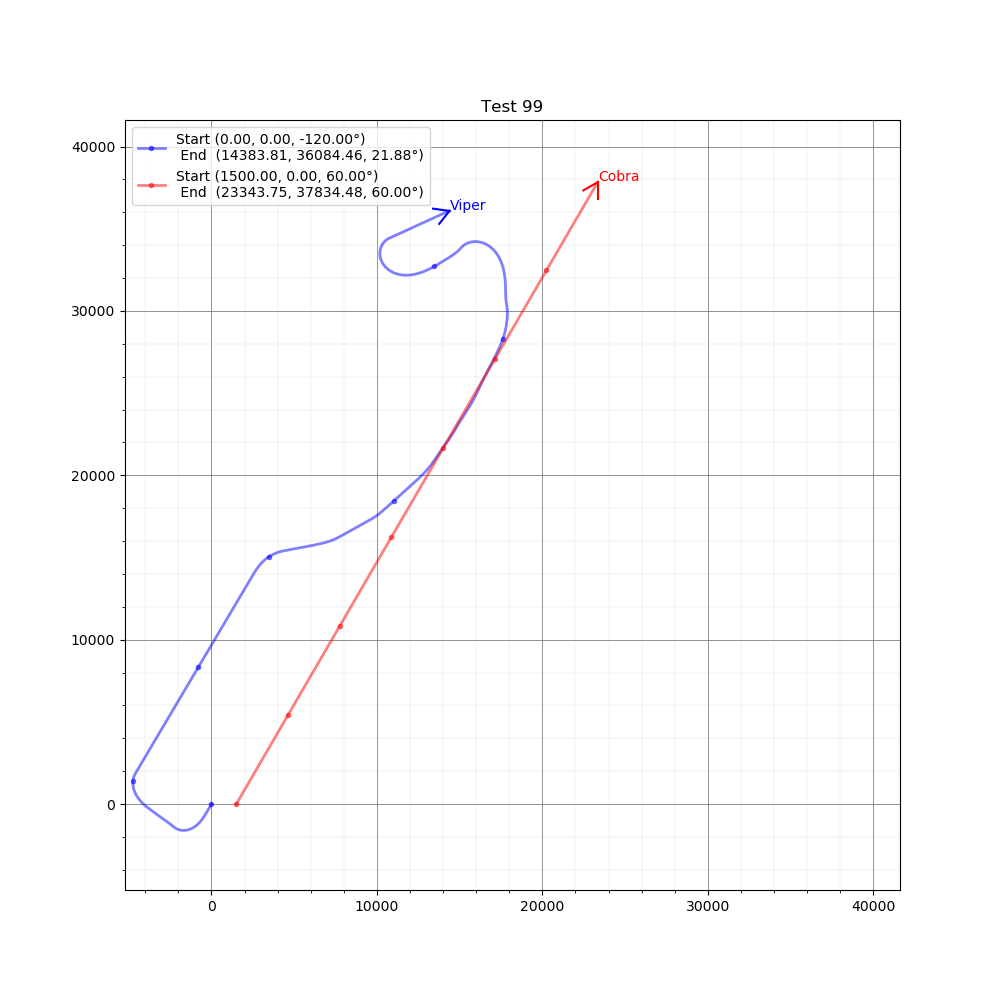 Test 99
Start (0.00, 0.00, -120.00°)
End  (14383.81, 36084.46, 21.88°)
Start (1500.00, 0.00, 60.00°)
End  (23343.75, 37834.48, 60.00°)
Cobra
Viper
40000
30000
20000
10000
0
0
10000
20000
30000
40000